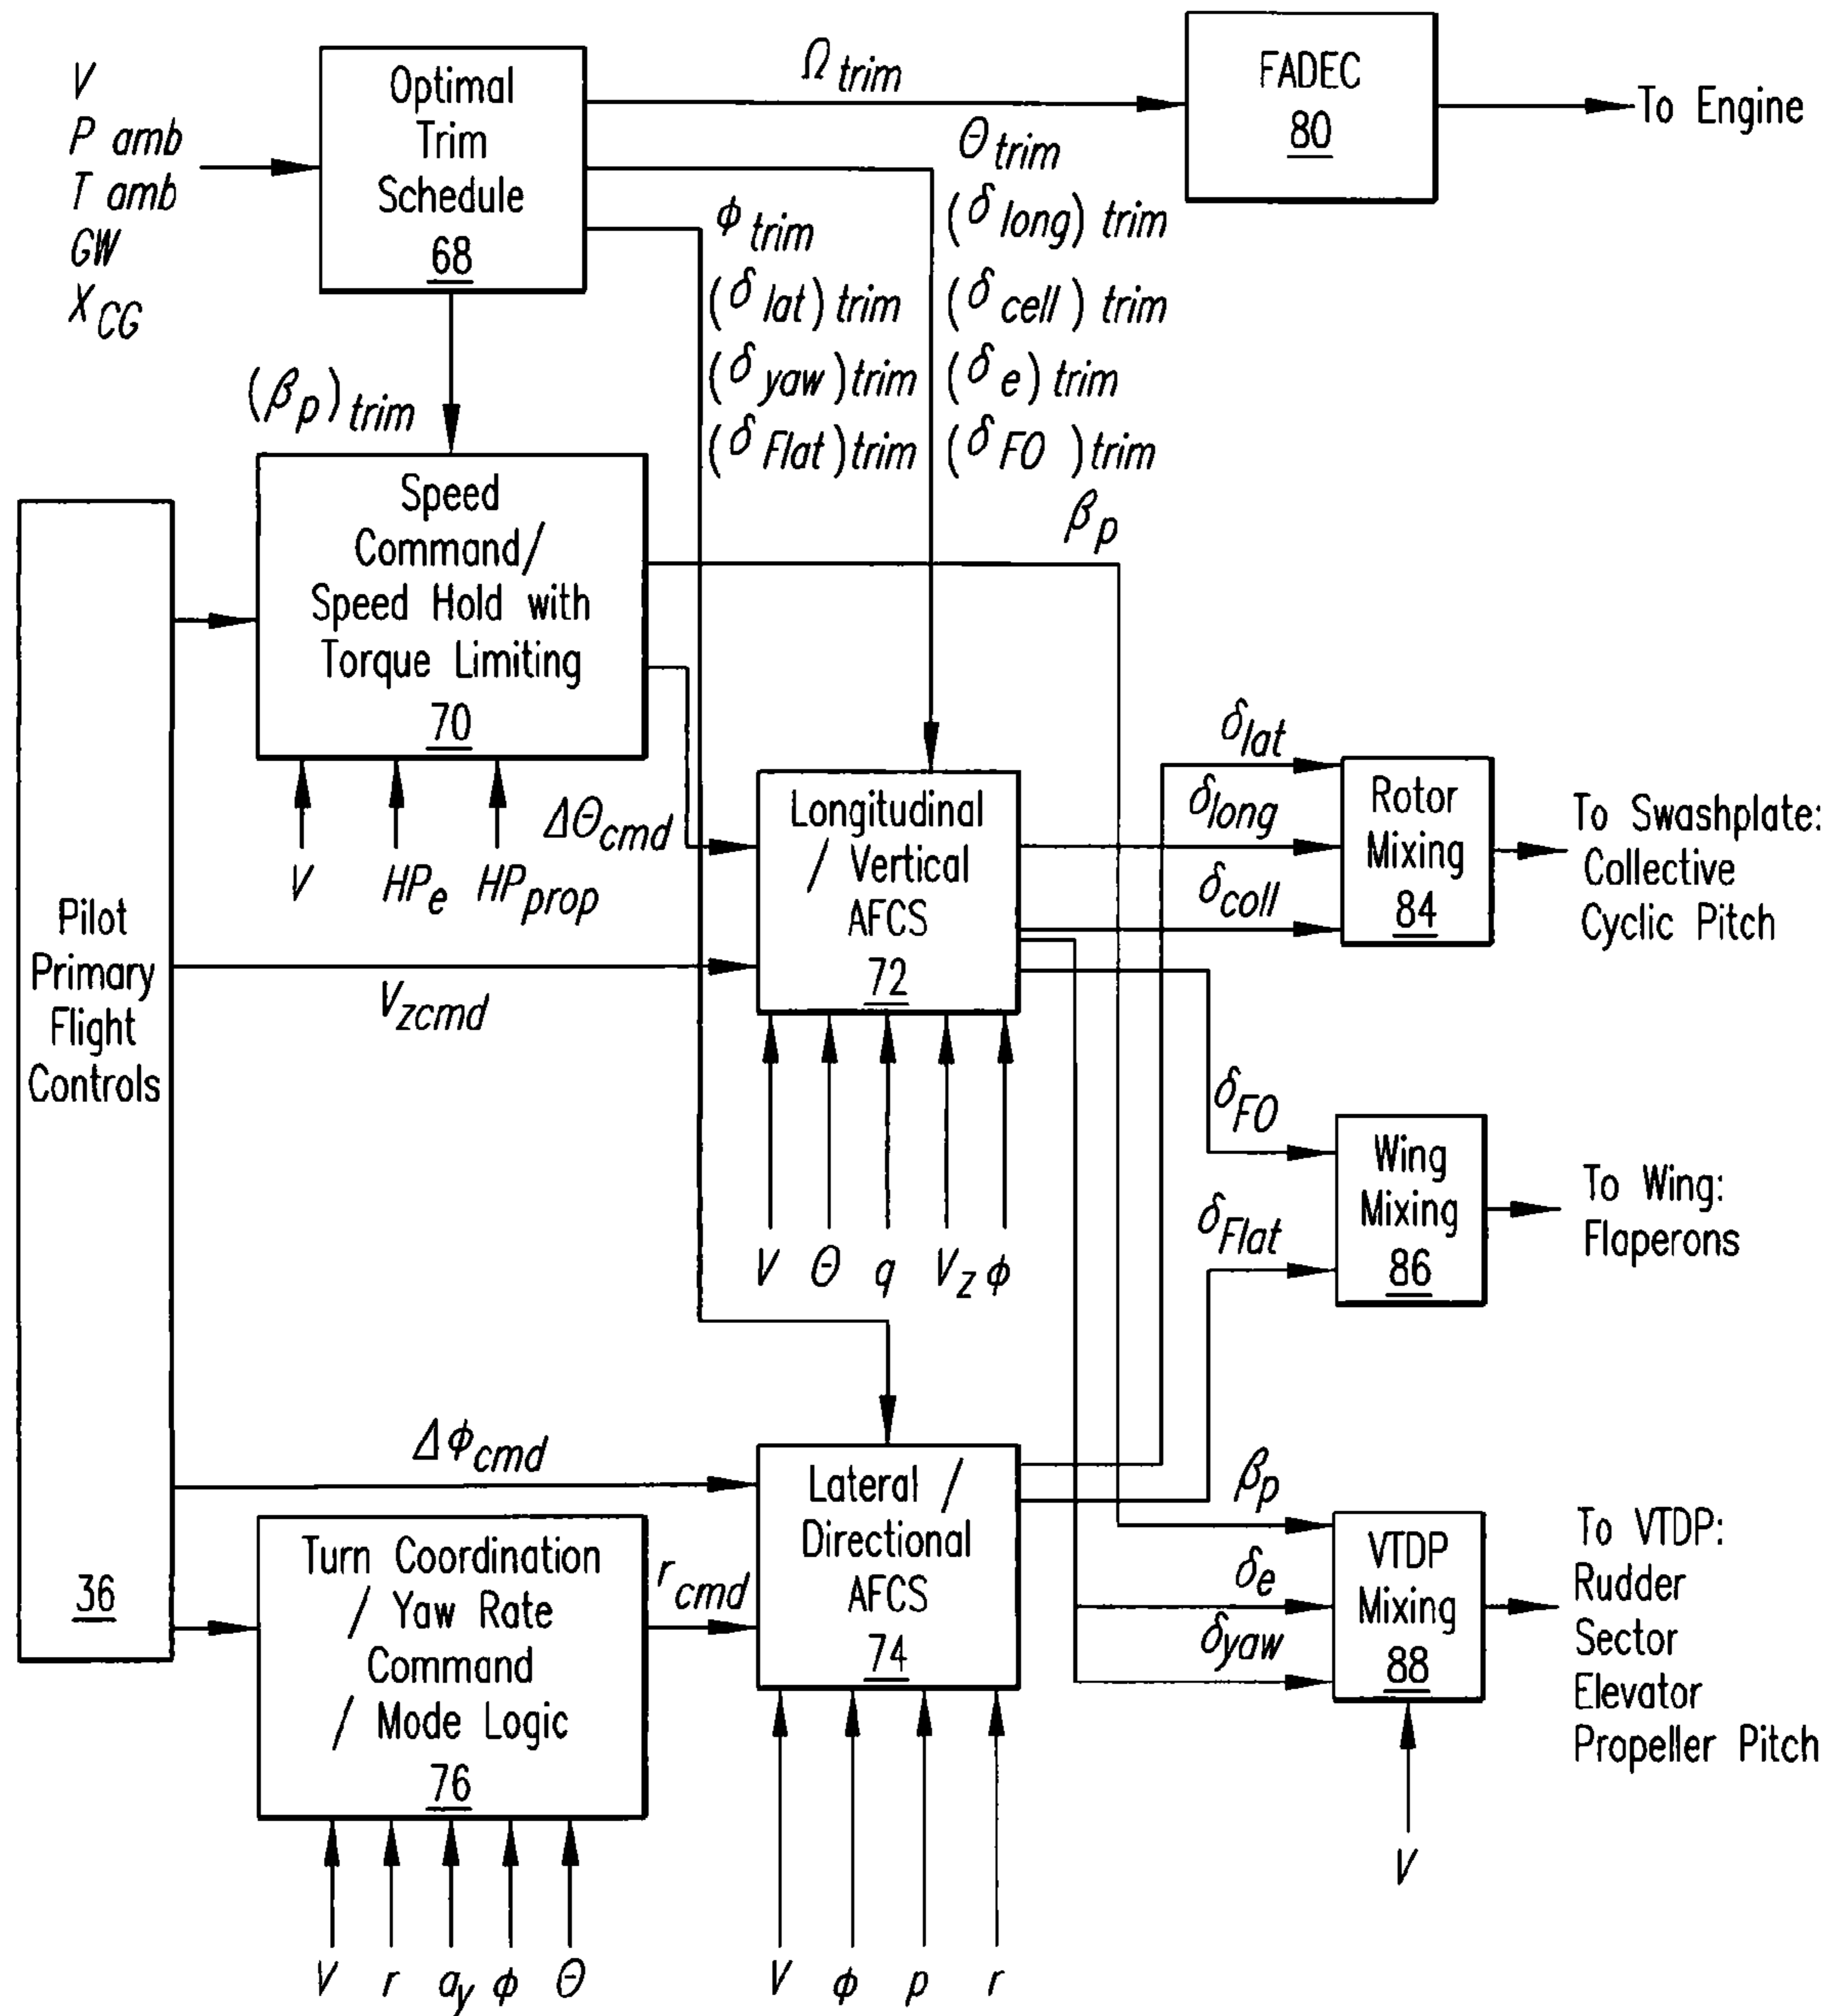 V
P amb
T amb
GW
X CG
Optimal
Trim
Schedule
68
Ω trim
FADEC
80
To Engine
Θ trim
(δ long) trim
(δ cell) trim
(δ e) trim
(δ FO) trim
ϕ trim
(δ lat) trim
(δ yaw) trim
(δ Flat) trim
(β p) trim
Speed
Command/
Speed Hold with
Torque Limiting
70
β p
V
HP e
HP prop
ΔΘ cmd
Pilot
Primary
Flight
Controls
36
V zcmd
Longitudinal
/ Vertical
AFCS
72
V Θ q V z ϕ
δ lat
δ long
δ coll
Rotor
Mixing
84
To Swashplate:
Collective
Cyclic Pitch
δ FO
δ Flat
Wing
Mixing
86
To Wing:
Flaperons
Δϕ cmd
Turn Coordination
/ Yaw Rate
Command
/ Mode Logic
76
V r a y ϕ Θ
r cmd
Lateral /
Directional
AFCS
74
V ϕ p r
β p
δ e
δ yaw
VTDP
Mixing
88
V
To VTDP:
Rudder
Sector
Elevator
Propeller Pitch